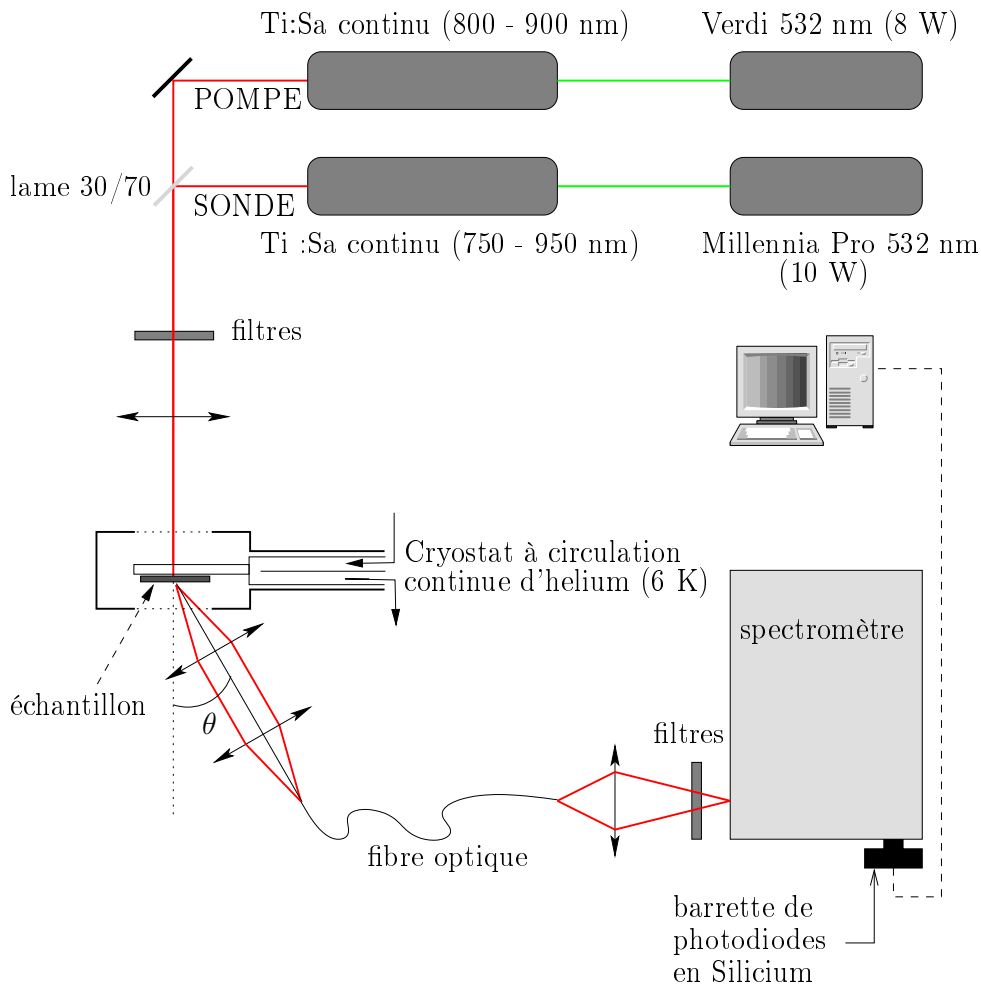 Ti:Sa continu (800 - 900 nm)
Verdi 532 nm (8 W)
POMPE
lame 30/70
SONDE
Ti :Sa continu (750 - 950 nm)
Millennia Pro 532 nm
(10 W)
filtres
Cryostat à circulation
continue d'helium (6 K)
spectromètre
échantillon
θ
filtres
fibre optique
barrette de
photodiodes
en Silicium